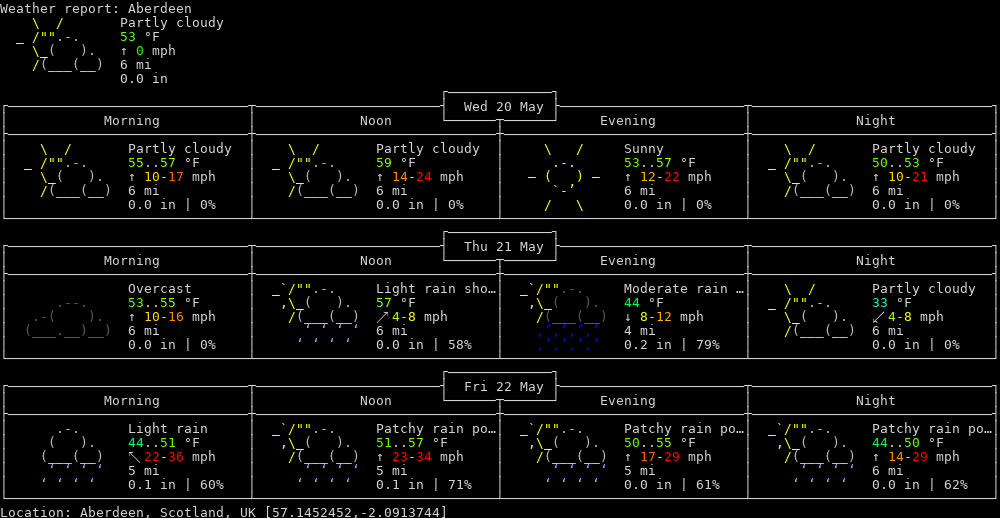 Weather report: Aberdeen
Partly cloudy
53 °F
↑ 0 mph
6 mi
0.0 in
Wed 20 May
Morning Noon Evening Night
Partly cloudy Partly cloudy Sunny Partly cloudy
55..57 °F 59 °F 53..57 °F 50..53 °F
↑ 10-17 mph ↑ 14-24 mph ↑ 12-22 mph ↑ 10-21 mph
6 mi 6 mi 6 mi 6 mi
0.0 in | 0% 0.0 in | 0% 0.0 in | 0% 0.0 in | 0%
Thu 21 May
Morning Noon Evening Night
Overcast Light rain sho… Moderate rain … Partly cloudy
53..55 °F 57 °F 44 °F 33 °F
↑ 10-16 mph ↗ 4-8 mph ↓ 8-12 mph ↙ 4-8 mph
6 mi 6 mi 4 mi 6 mi
0.0 in | 0% 0.0 in | 58% 0.2 in | 79% 0.0 in | 0%
Fri 22 May
Morning Noon Evening Night
Light rain Patchy rain po… Patchy rain po… Patchy rain po…
44..51 °F 51..57 °F 50..55 °F 44..50 °F
↖ 22-36 mph ↑ 23-34 mph ↑ 17-29 mph ↑ 14-29 mph
5 mi 5 mi 5 mi 6 mi
0.1 in | 60% 0.1 in | 71% 0.0 in | 61% 0.0 in | 62%
Location: Aberdeen, Scotland, UK [57.1452452,-2.0913744]